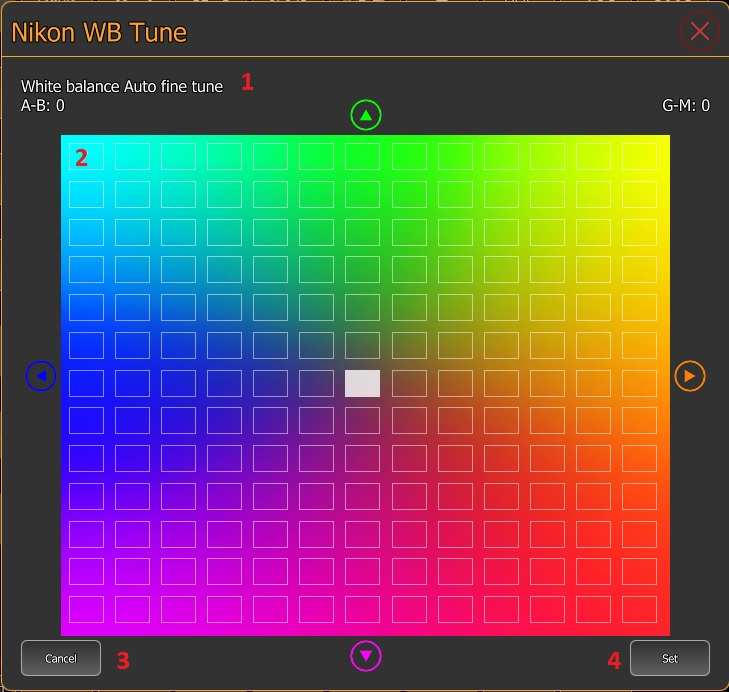 Nikon WB Tune
White balance Auto fine tune 1
A-B: 0 G-M: 0
2
Cancel 3 4 Set